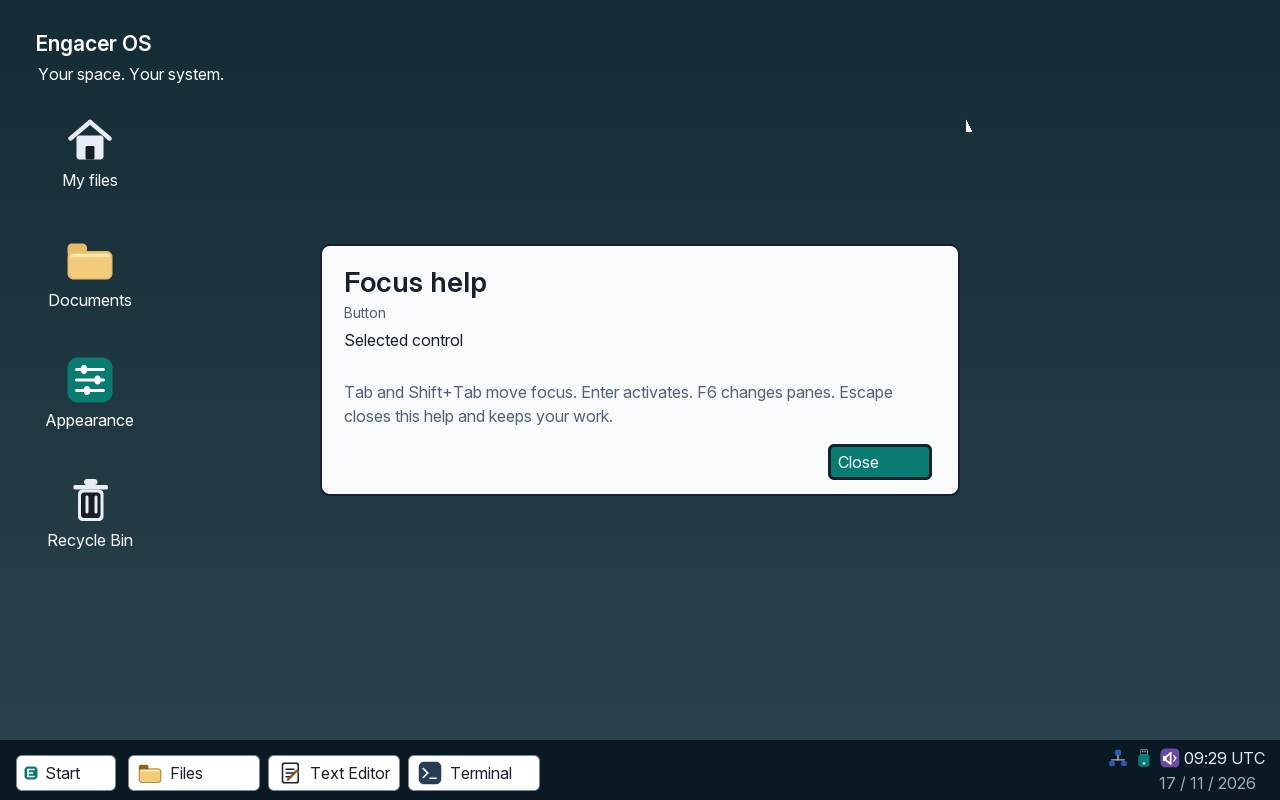 Engacer OS
Your space. Your system.
My files
Documents
Appearance
Recycle Bin
Focus help
Button
Selected control
Tab and Shift+Tab move focus. Enter activates. F6 changes panes. Escape
closes this help and keeps your work.
Close
Start
Files
Text Editor
Terminal
09:29 UTC
17 / 11 / 2026